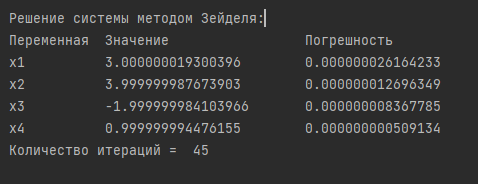 Решение системы методом Зейделя:
Переменная Значение Погрешность
x1 3.000000019300396 0.000000026164233
x2 3.999999987673903 0.000000012696349
x3 -1.999999984103966 0.000000008367785
x4 0.999999994476155 0.000000000509134
Количество итераций = 45